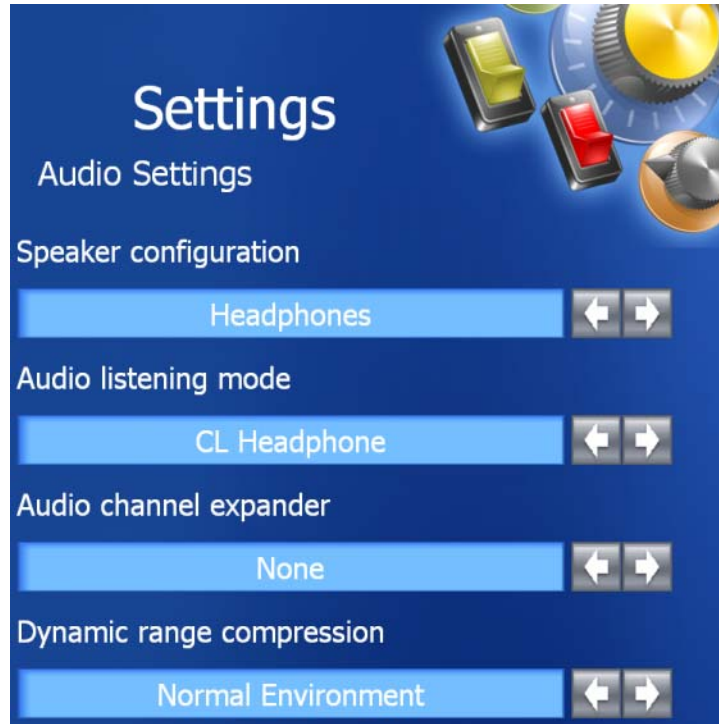 Settings
Audio Settings
Speaker configuration
Headphones
Audio listening mode
CL Headphone
Audio channel expander
None
Dynamic range compression
Normal Environment